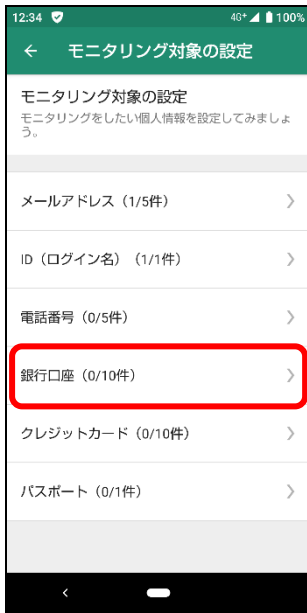 12:34 4G+ 100%
← モニタリング対象の設定
モニタリング対象の設定
モニタリングをしたい個人情報を設定してみましょ
う。
メールアドレス（1/5件）
ID（ログイン名）（1/1件）
電話番号（0/5件）
銀行口座（0/10件）
クレジットカード（0/10件）
パスポート（0/1件）